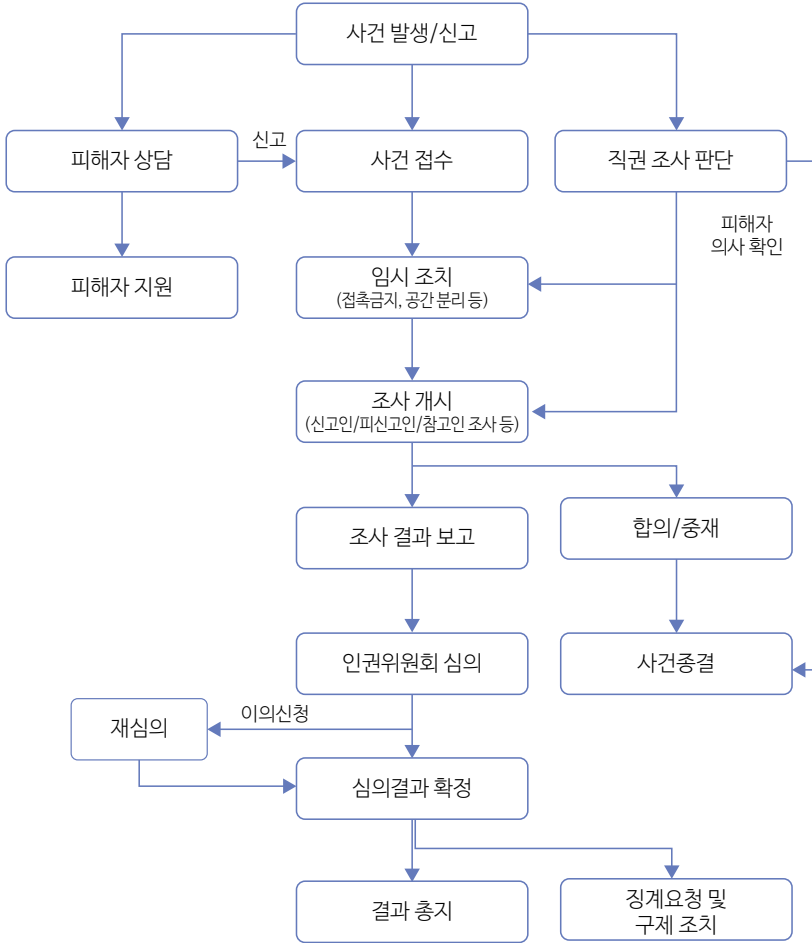 사건 발생/신고
피해자 상담
신고
사건 접수
직권 조사 판단
피해자
의사 확인
피해자 지원
임시 조치
(접촉금지, 공간 분리 등)
조사 개시
(신고인/피신고인/참고인 조사 등)
조사 결과 보고
합의/중재
인권위원회 심의
사건종결
재심의
이의신청
심의결과 확정
결과 총지
징계요청 및
구제 조치